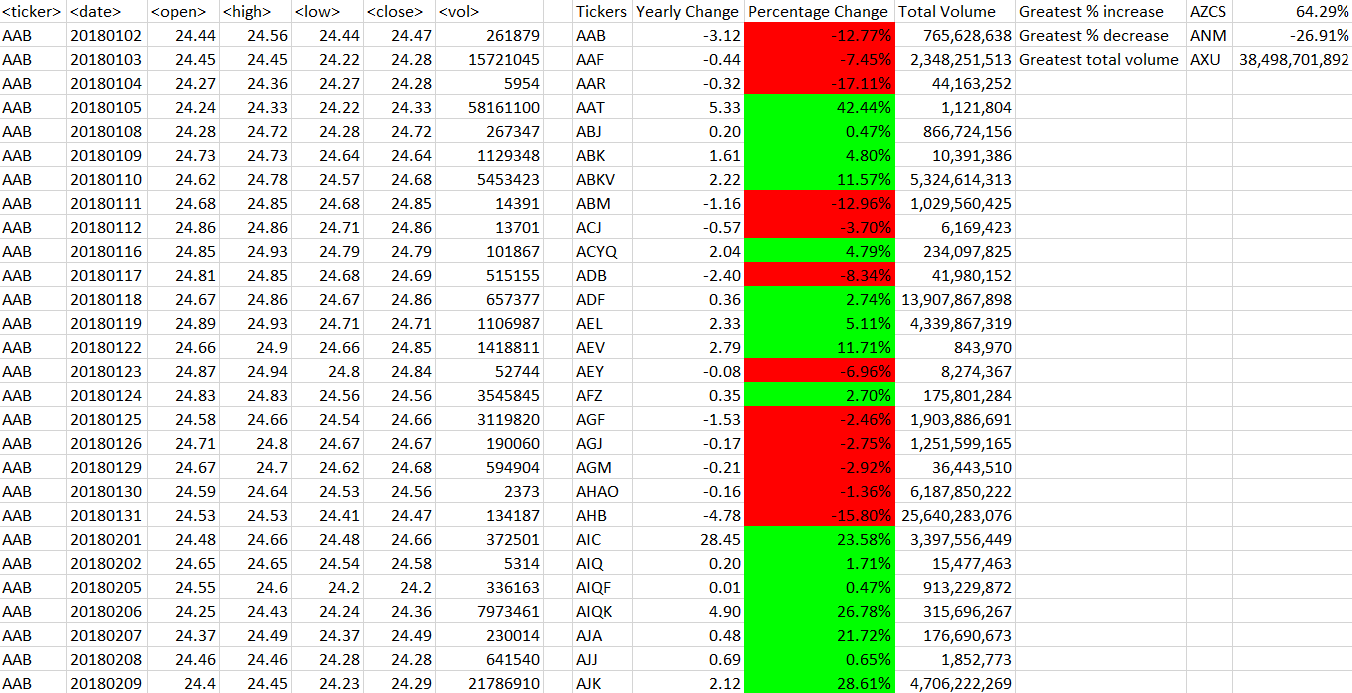 <ticker> <date> <open> <high> <low> <close> <vol> Tickers Yearly Change Percentage Change Total Volume Greatest % increase AZCS 64.29%
AAB 20180102 24.44 24.56 24.44 24.47 261879 AAB -3.12 -12.77% 765,628,638 Greatest % decrease ANM -26.91%
AAB 20180103 24.45 24.45 24.22 24.28 15721045 AAF -0.44 -7.45% 2,348,251,513 Greatest total volume AXU 38,498,701,892
AAB 20180104 24.27 24.36 24.27 24.28 5954 AAR -0.32 -17.11% 44,163,252
AAB 20180105 24.24 24.33 24.22 24.33 58161100 AAT 5.33 42.44% 1,121,804
AAB 20180108 24.28 24.72 24.28 24.72 267347 ABJ 0.20 0.47% 866,724,156
AAB 20180109 24.73 24.73 24.64 24.64 1129348 ABK 1.61 4.80% 10,391,386
AAB 20180110 24.62 24.78 24.57 24.68 5453423 ABKV 2.22 11.57% 5,324,614,313
AAB 20180111 24.68 24.85 24.68 24.85 14391 ABM -1.16 -12.96% 1,029,560,425
AAB 20180112 24.86 24.86 24.71 24.86 13701 ACJ -0.57 -3.70% 6,169,423
AAB 20180116 24.85 24.93 24.79 24.79 101867 ACYQ 2.04 4.79% 234,097,825
AAB 20180117 24.81 24.85 24.68 24.69 515155 ADB -2.40 -8.34% 41,980,152
AAB 20180118 24.67 24.86 24.67 24.86 657377 ADF 0.36 2.74% 13,907,867,898
AAB 20180119 24.89 24.93 24.71 24.71 1106987 AEL 2.33 5.11% 4,339,867,319
AAB 20180122 24.66 24.9 24.66 24.85 1418811 AEV 2.79 11.71% 843,970
AAB 20180123 24.87 24.94 24.8 24.84 52744 AEY -0.08 -6.96% 8,274,367
AAB 20180124 24.83 24.83 24.56 24.56 3545845 AFZ 0.35 2.70% 175,801,284
AAB 20180125 24.58 24.66 24.54 24.66 3119820 AGF -1.53 -2.46% 1,903,886,691
AAB 20180126 24.71 24.8 24.67 24.67 190060 AGJ -0.17 -2.75% 1,251,599,165
AAB 20180129 24.67 24.7 24.62 24.68 594904 AGM -0.21 -2.92% 36,443,510
AAB 20180130 24.59 24.64 24.53 24.56 2373 AHAO -0.16 -1.36% 6,187,850,222
AAB 20180131 24.53 24.53 24.41 24.47 134187 AHB -4.78 -15.80% 25,640,283,076
AAB 20180201 24.48 24.66 24.48 24.66 372501 AIC 28.45 23.58% 3,397,556,449
AAB 20180202 24.65 24.65 24.54 24.58 5314 AIQ 0.20 1.71% 15,477,463
AAB 20180205 24.55 24.6 24.2 24.2 336163 AIQF 0.01 0.47% 913,229,872
AAB 20180206 24.25 24.43 24.24 24.36 7973461 AIQK 4.90 26.78% 315,696,267
AAB 20180207 24.37 24.49 24.37 24.49 230014 AJA 0.48 21.72% 176,690,673
AAB 20180208 24.46 24.46 24.28 24.28 641540 AJJ 0.69 0.65% 1,852,773
AAB 20180209 24.4 24.45 24.23 24.29 21786910 AJK 2.12 28.61% 4,706,222,269